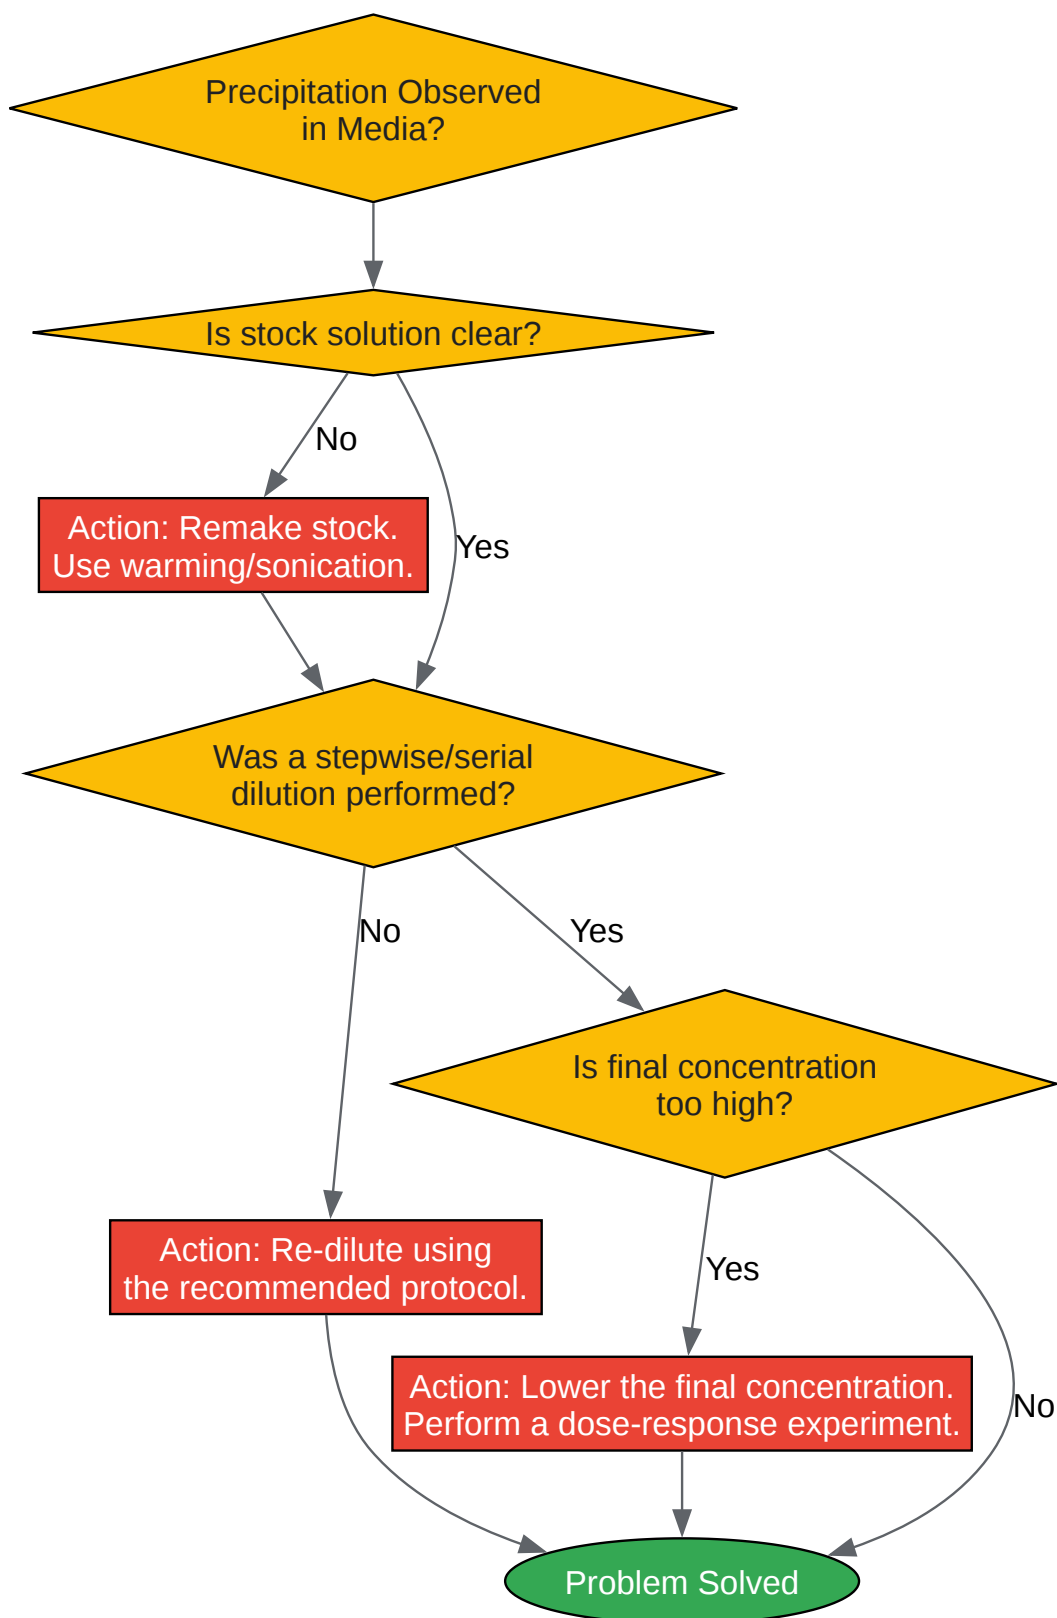 Precipitation Observed
in Media?
Is stock solution clear?
No
Action: Remake stock.
Use warming/sonication.
Yes
Was a stepwise/serial
dilution performed?
No
Yes
Is final concentration
too high?
Action: Re-dilute using
the recommended protocol.
Yes
Action: Lower the final concentration.
Perform a dose-response experiment.
No
Problem Solved